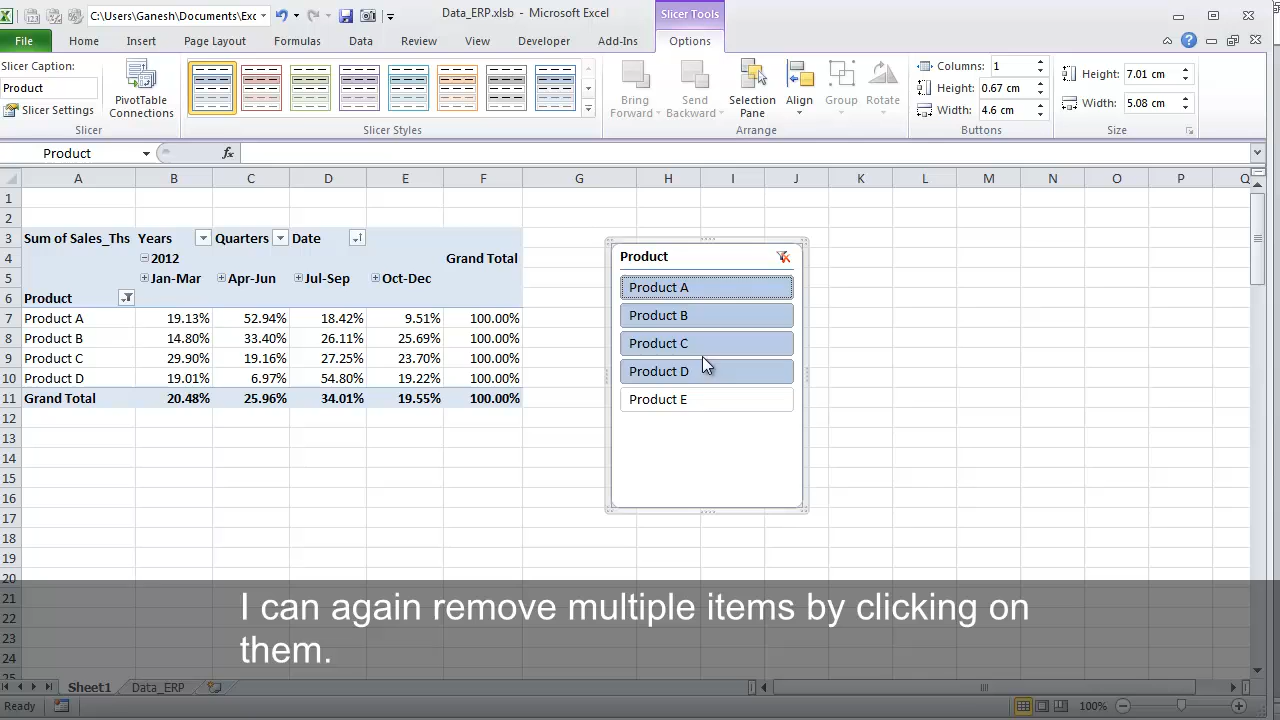 C:\Users\Ganesh\Documents\Exc
Data_ERP.xlsb - Microsoft Excel
Slicer Tools
File Home Insert Page Layout Formulas Data Review View Developer Add-Ins Options
Slicer Caption:
Product
Slicer Settings
PivotTable
Connections
Slicer
Slicer Styles
Bring
Forward
Send
Backward
Selection
Pane
Align
Group
Rotate
Arrange
Columns: 1
Height: 0.67 cm
Width: 4.6 cm
Buttons
Height: 7.01 cm
Width: 5.08 cm
Size
Product fx
A B C D E F G H I J K L M N O P Q
1
2
3 Sum of Sales_Ths Years Quarters Date
4 2012 Grand Total
5 Jan-Mar Apr-Jun Jul-Sep Oct-Dec
6 Product
7 Product A 19.13% 52.94% 18.42% 9.51% 100.00%
8 Product B 14.80% 33.40% 26.11% 25.69% 100.00%
9 Product C 29.90% 19.16% 27.25% 23.70% 100.00%
10 Product D 19.01% 6.97% 54.80% 19.22% 100.00%
11 Grand Total 20.48% 25.96% 34.01% 19.55% 100.00%
12
13
14
15
16
17
18
19
20
21
22
23
24
25
Product
Product A
Product B
Product C
Product D
Product E
I can again remove multiple items by clicking on
them.
Sheet1 Data_ERP
Ready 100%